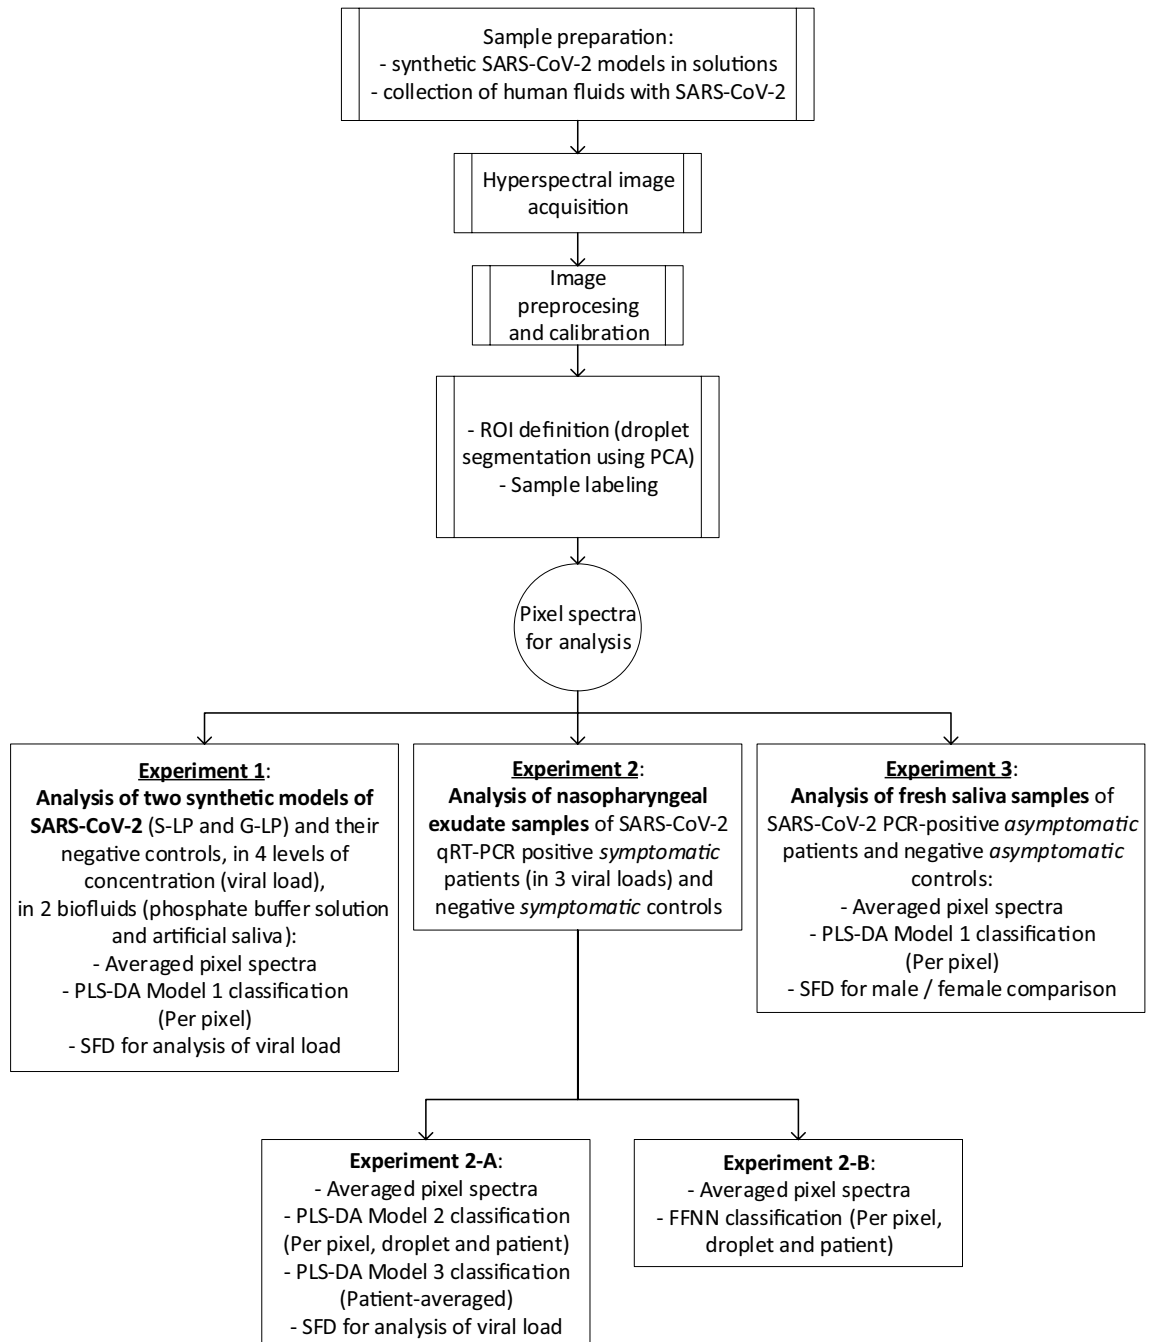 Sample preparation:
- synthetic SARS-CoV-2 models in solutions
- collection of human fluids with SARS-CoV-2
Hyperspectral image
acquisition
Image
preprocesing
and calibration
- ROI definition (droplet
segmentation using PCA)
- Sample labeling
Pixel spectra
for analysis
Experiment 1:
Analysis of two synthetic models of
SARS-CoV-2 (S-LP and G-LP) and their
negative controls, in 4 levels of
concentration (viral load),
in 2 biofluids (phosphate buffer solution
and artificial saliva):
- Averaged pixel spectra
- PLS-DA Model 1 classification
(Per pixel)
- SFD for analysis of viral load
Experiment 2:
Analysis of nasopharyngeal
exudate samples of SARS-CoV-2
qRT-PCR positive symptomatic
patients (in 3 viral loads) and
negative symptomatic controls
Experiment 3:
Analysis of fresh saliva samples of
SARS-CoV-2 PCR-positive asymptomatic
patients and negative asymptomatic
controls:
- Averaged pixel spectra
- PLS-DA Model 1 classification
(Per pixel)
- SFD for male / female comparison
Experiment 2-A:
- Averaged pixel spectra
- PLS-DA Model 2 classification
(Per pixel, droplet and patient)
- PLS-DA Model 3 classification
(Patient-averaged)
- SFD for analysis of viral load
Experiment 2-B:
- Averaged pixel spectra
- FFNN classification (Per pixel,
droplet and patient)